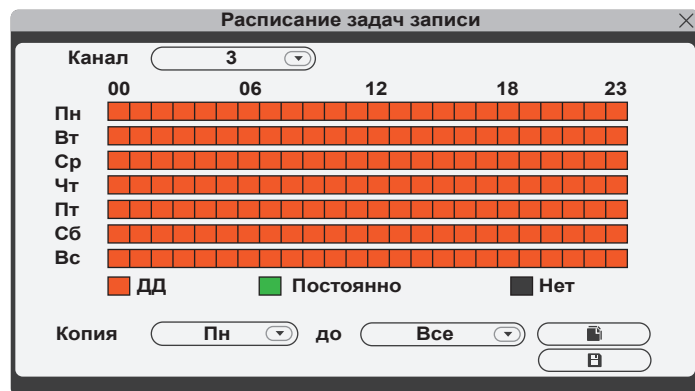 Расписание задач записи
Канал 3
00 06 12 18 23
Пн
Вт
Ср
Чт
Пт
Сб
Вс
ДД Постоянно Нет
Копия Пн до Все